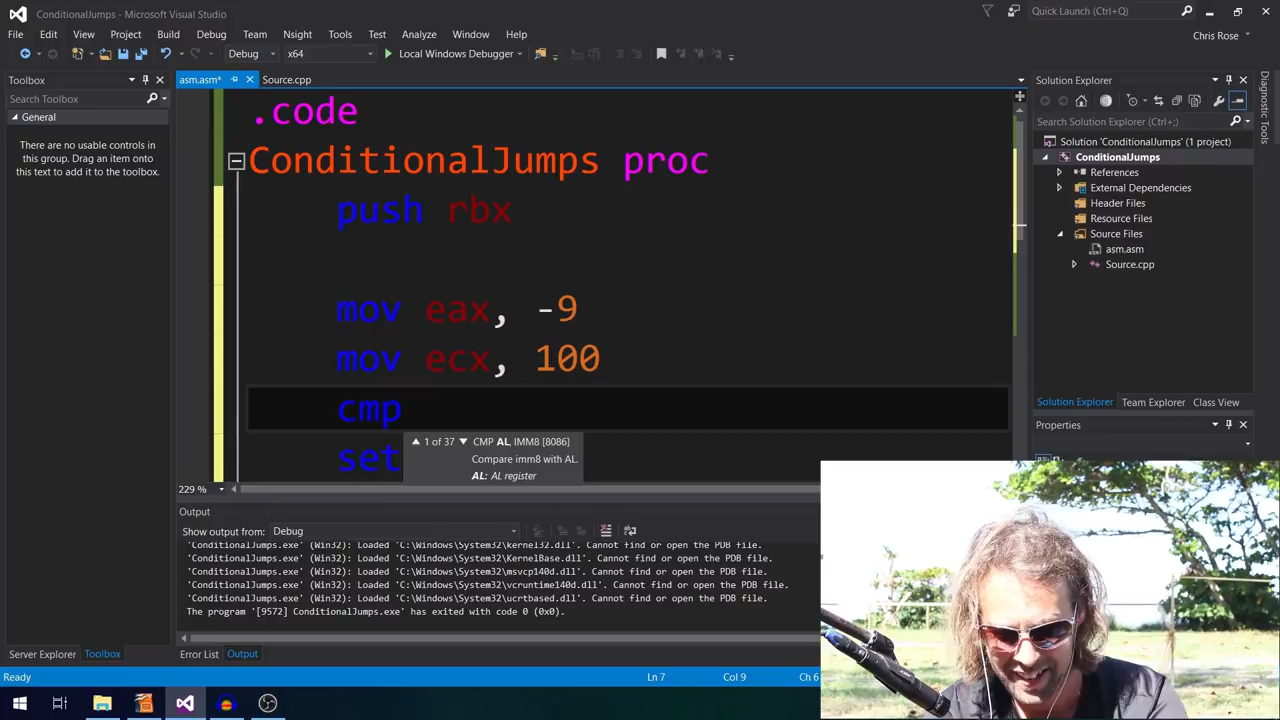 ConditionalJumps - Microsoft Visual Studio
Quick Launch (Ctrl+Q)
File Edit View Project Build Debug Team Nsight Tools Test Analyze Window Help
Chris Rose
Debug x64 Local Windows Debugger
Toolbox
asm.asm* Source.cpp
Solution Explorer
Search Toolbox
Search Solution Explorer (Ctrl+;)
General
There are no usable controls in
this group. Drag an item onto
this text to add it to the toolbox.
.code
ConditionalJumps proc
push rbx
mov eax, -9
mov ecx, 100
cmp
set
1 of 37 CMP AL, IMM8 [8086]
Compare imm8 with AL.
AL: AL register
229 %
Solution 'ConditionalJumps' (1 project)
ConditionalJumps
References
External Dependencies
Header Files
Resource Files
Source Files
asm.asm
Source.cpp
Diagnostic Tools
Solution Explorer Team Explorer Class View
Properties
Output
Show output from: Debug
'ConditionalJumps.exe' (Win32): Loaded 'C:\Windows\System32\kernel32.dll'. Cannot find or open the PDB file.
'ConditionalJumps.exe' (Win32): Loaded 'C:\Windows\System32\KernelBase.dll'. Cannot find or open the PDB file.
'ConditionalJumps.exe' (Win32): Loaded 'C:\Windows\System32\msvcp140d.dll'. Cannot find or open the PDB file.
'ConditionalJumps.exe' (Win32): Loaded 'C:\Windows\System32\vcruntime140d.dll'. Cannot find or open the PDB file.
'ConditionalJumps.exe' (Win32): Loaded 'C:\Windows\System32\ucrtbased.dll'. Cannot find or open the PDB file.
The program '[9572] ConditionalJumps.exe' has exited with code 0 (0x0).
Server Explorer Toolbox
Error List Output
Ready
Ln 7 Col 9 Ch 6